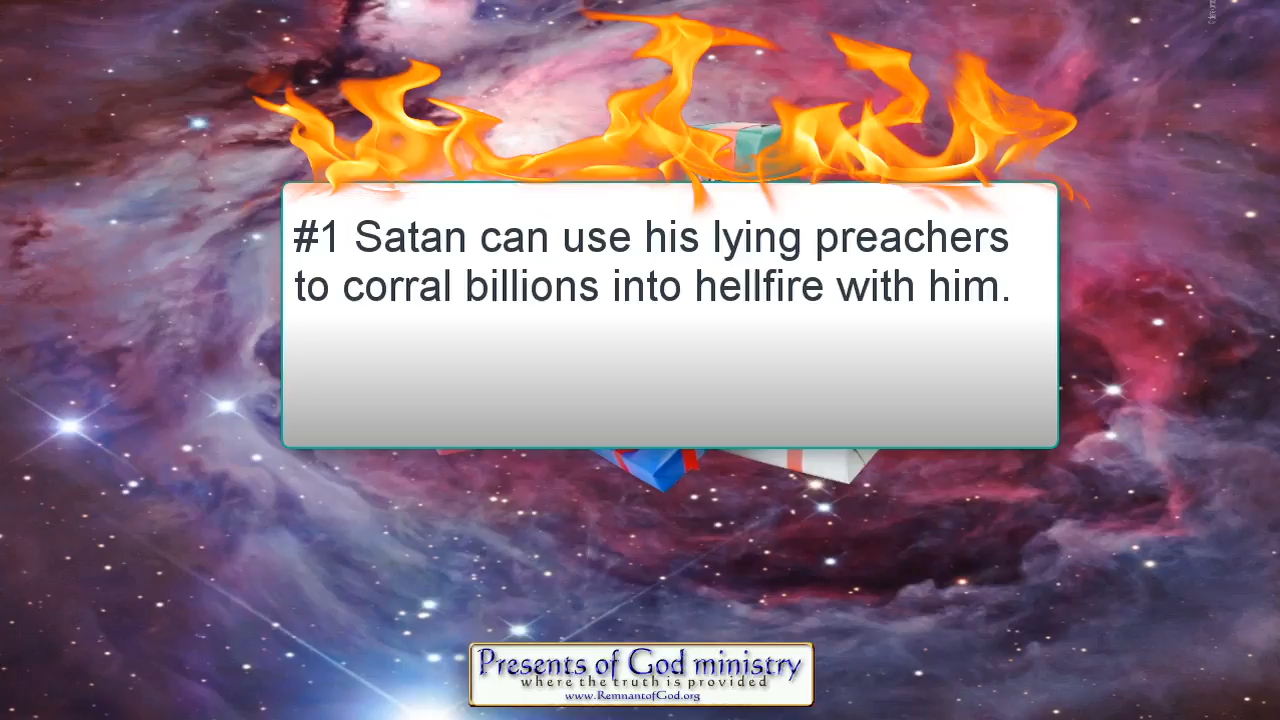 #1 Satan can use his lying preachers
to corral billions into hellfire with him.
Presents of God ministry
where the truth is provided
www.RemnantofGod.org